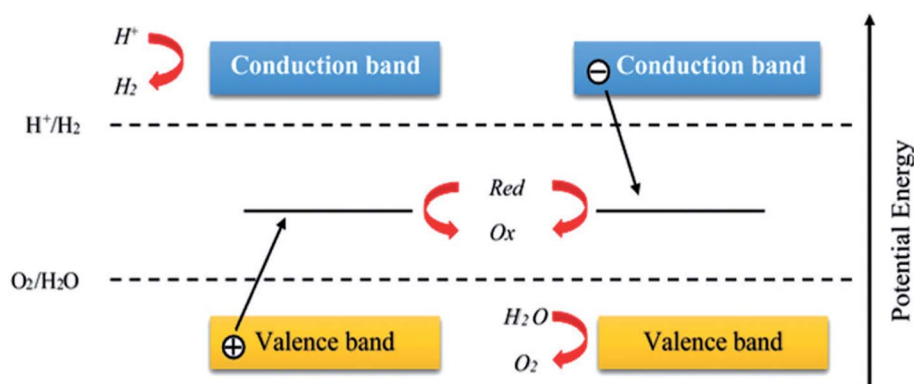 H⁺
H₂
Conduction band
− Conduction band
H⁺/H₂
Red
Ox
O₂/H₂O
+ Valence band
H₂O
O₂
Valence band
Potential Energy